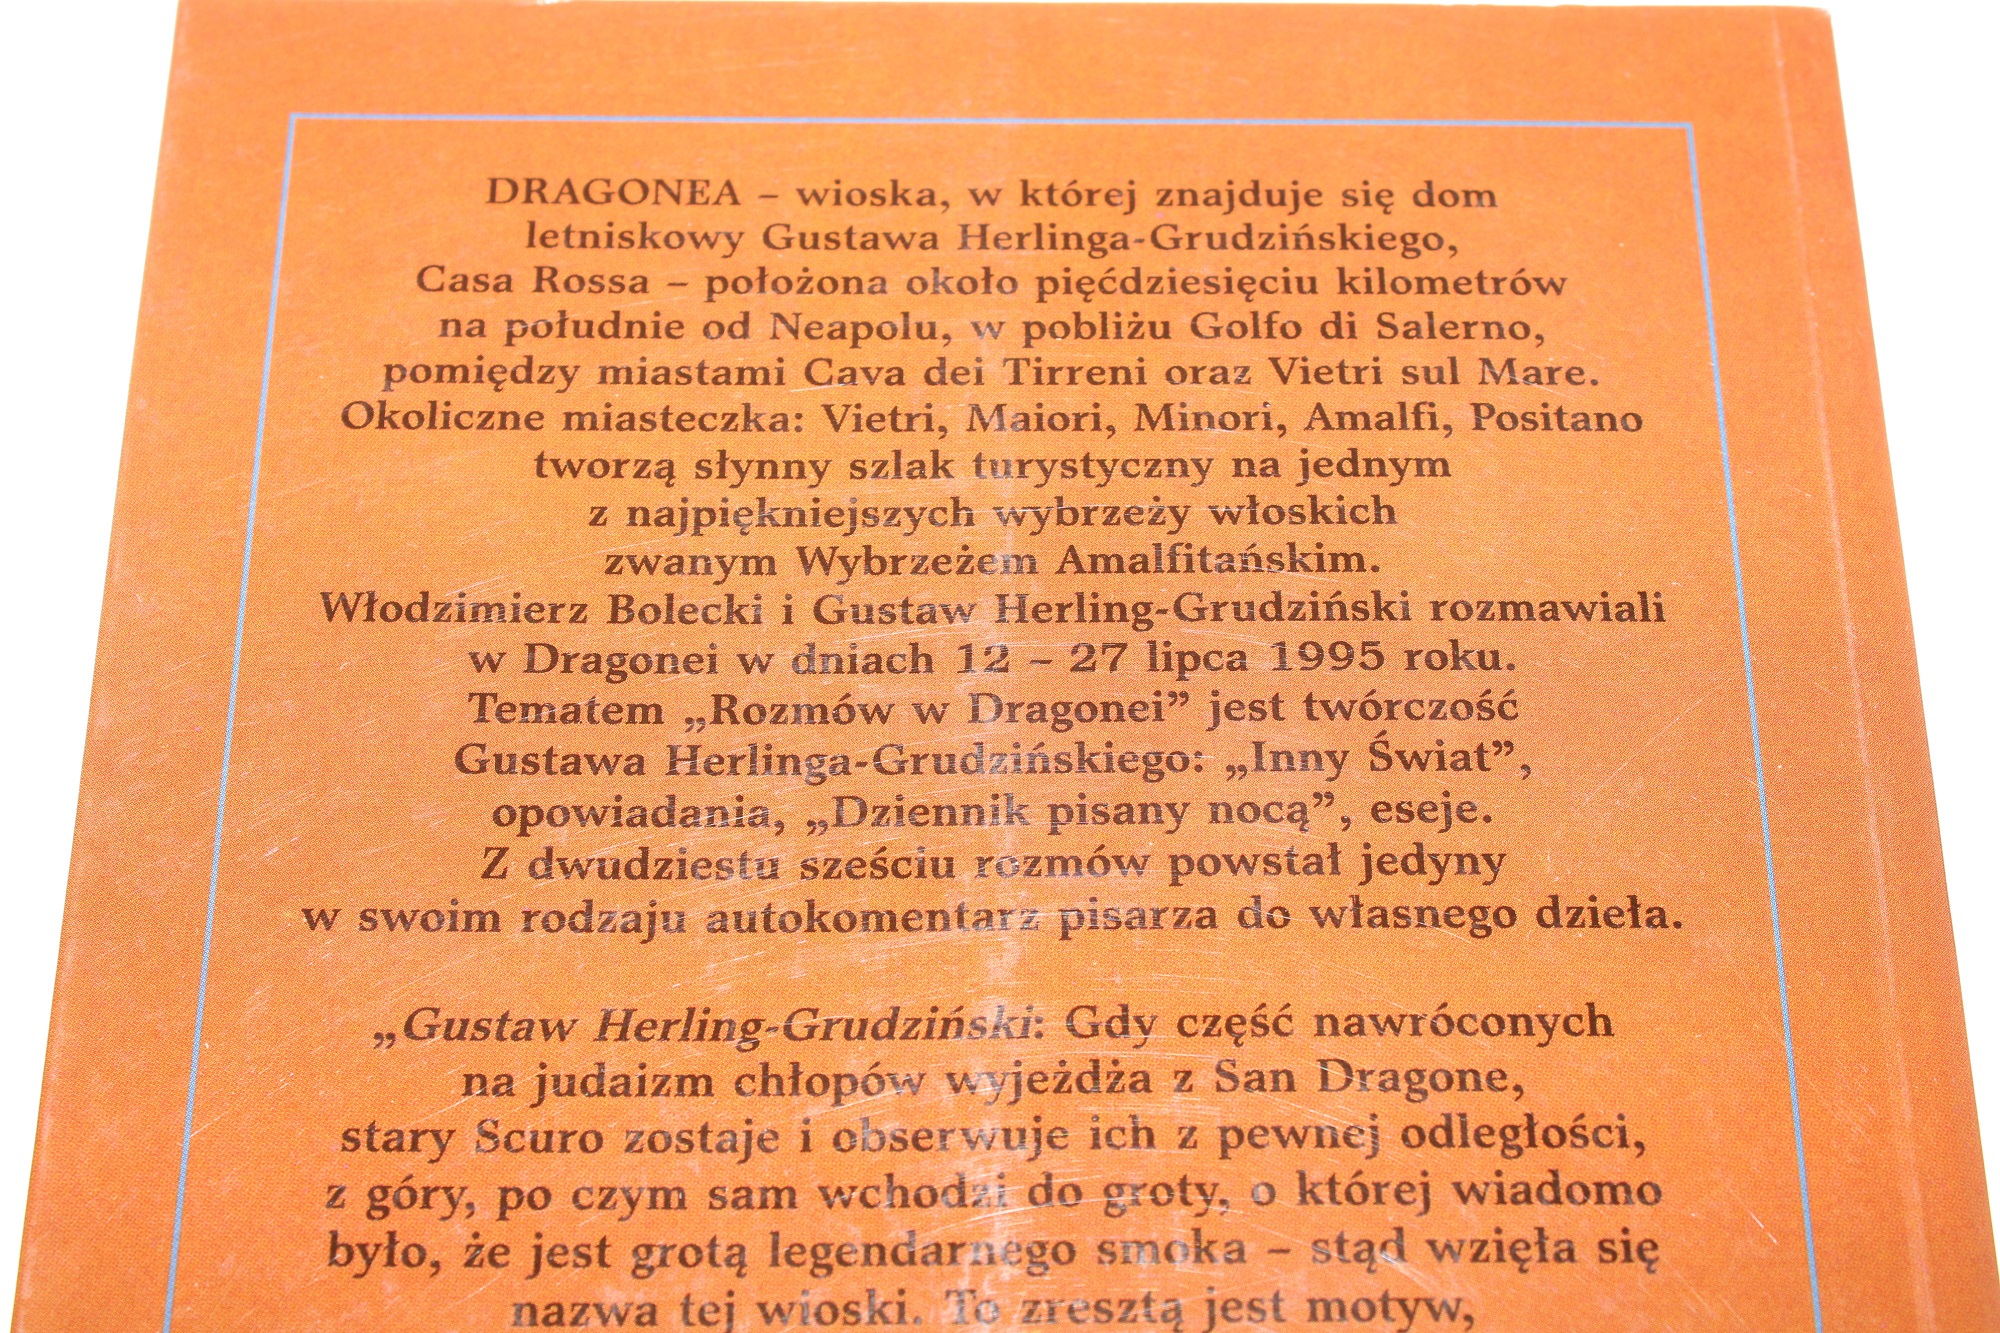 DRAGONEA – wioska, w której znajduje się dom
letniskowy Gustawa Herlinga-Grudzińskiego,
Casa Rossa – położona około pięćdziesięciu kilometrów
na południe od Neapolu, w pobliżu Golfo di Salerno,
pomiędzy miastami Cava dei Tirreni oraz Vietri sul Mare.
Okoliczne miasteczka: Vietri, Maiori, Minori, Amalfi, Positano
tworzą słynny szlak turystyczny na jednym
z najpiękniejszych wybrzeży włoskich
zwanym Wybrzeżem Amalfitańskim.
Włodzimierz Bolecki i Gustaw Herling-Grudziński rozmawiali
w Dragonei w dniach 12 – 27 lipca 1995 roku.
Tematem „Rozmów w Dragonei” jest twórczość
Gustawa Herlinga-Grudzińskiego: „Inny Świat”,
opowiadania, „Dziennik pisany nocą”, eseje.
Z dwudziestu sześciu rozmów powstał jedyny
w swoim rodzaju autokomentarz pisarza do własnego dzieła.
„Gustaw Herling-Grudziński: Gdy część nawróconych
na judaizm chłopów wyjeżdża z San Dragone,
stary Scuro zostaje i obserwuje ich z pewnej odległości,
z góry, po czym sam wchodzi do groty, o której wiadomo
było, że jest grotą legendarnego smoka – stąd wzięła się
nazwa tej wioski. To zresztą jest motyw,